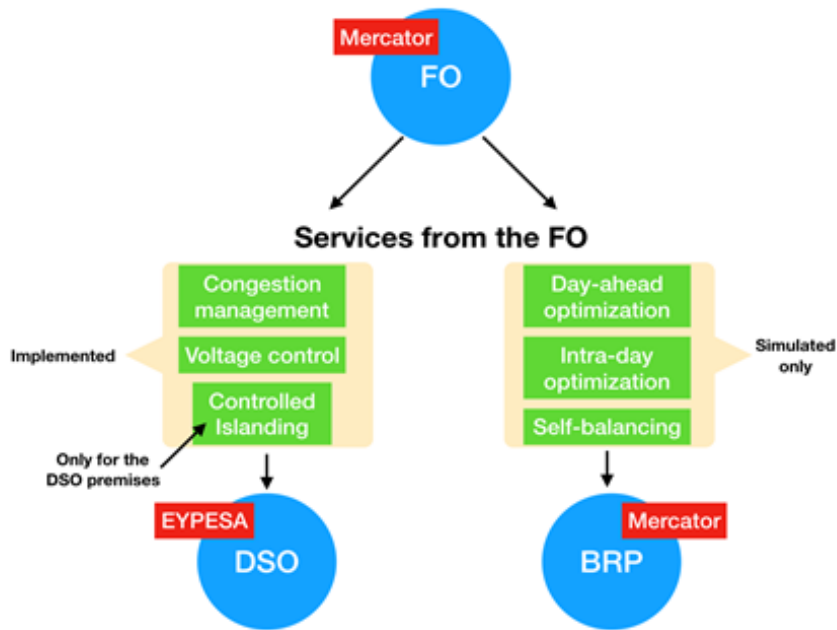 Mercator
FO
Services from the FO
Congestion
management
Voltage control
Controlled
Islanding
Implemented
Only for the
DSO premises
Day-ahead
optimization
Intra-day
optimization
Self-balancing
Simulated
only
EYPESA
DSO
Mercator
BRP